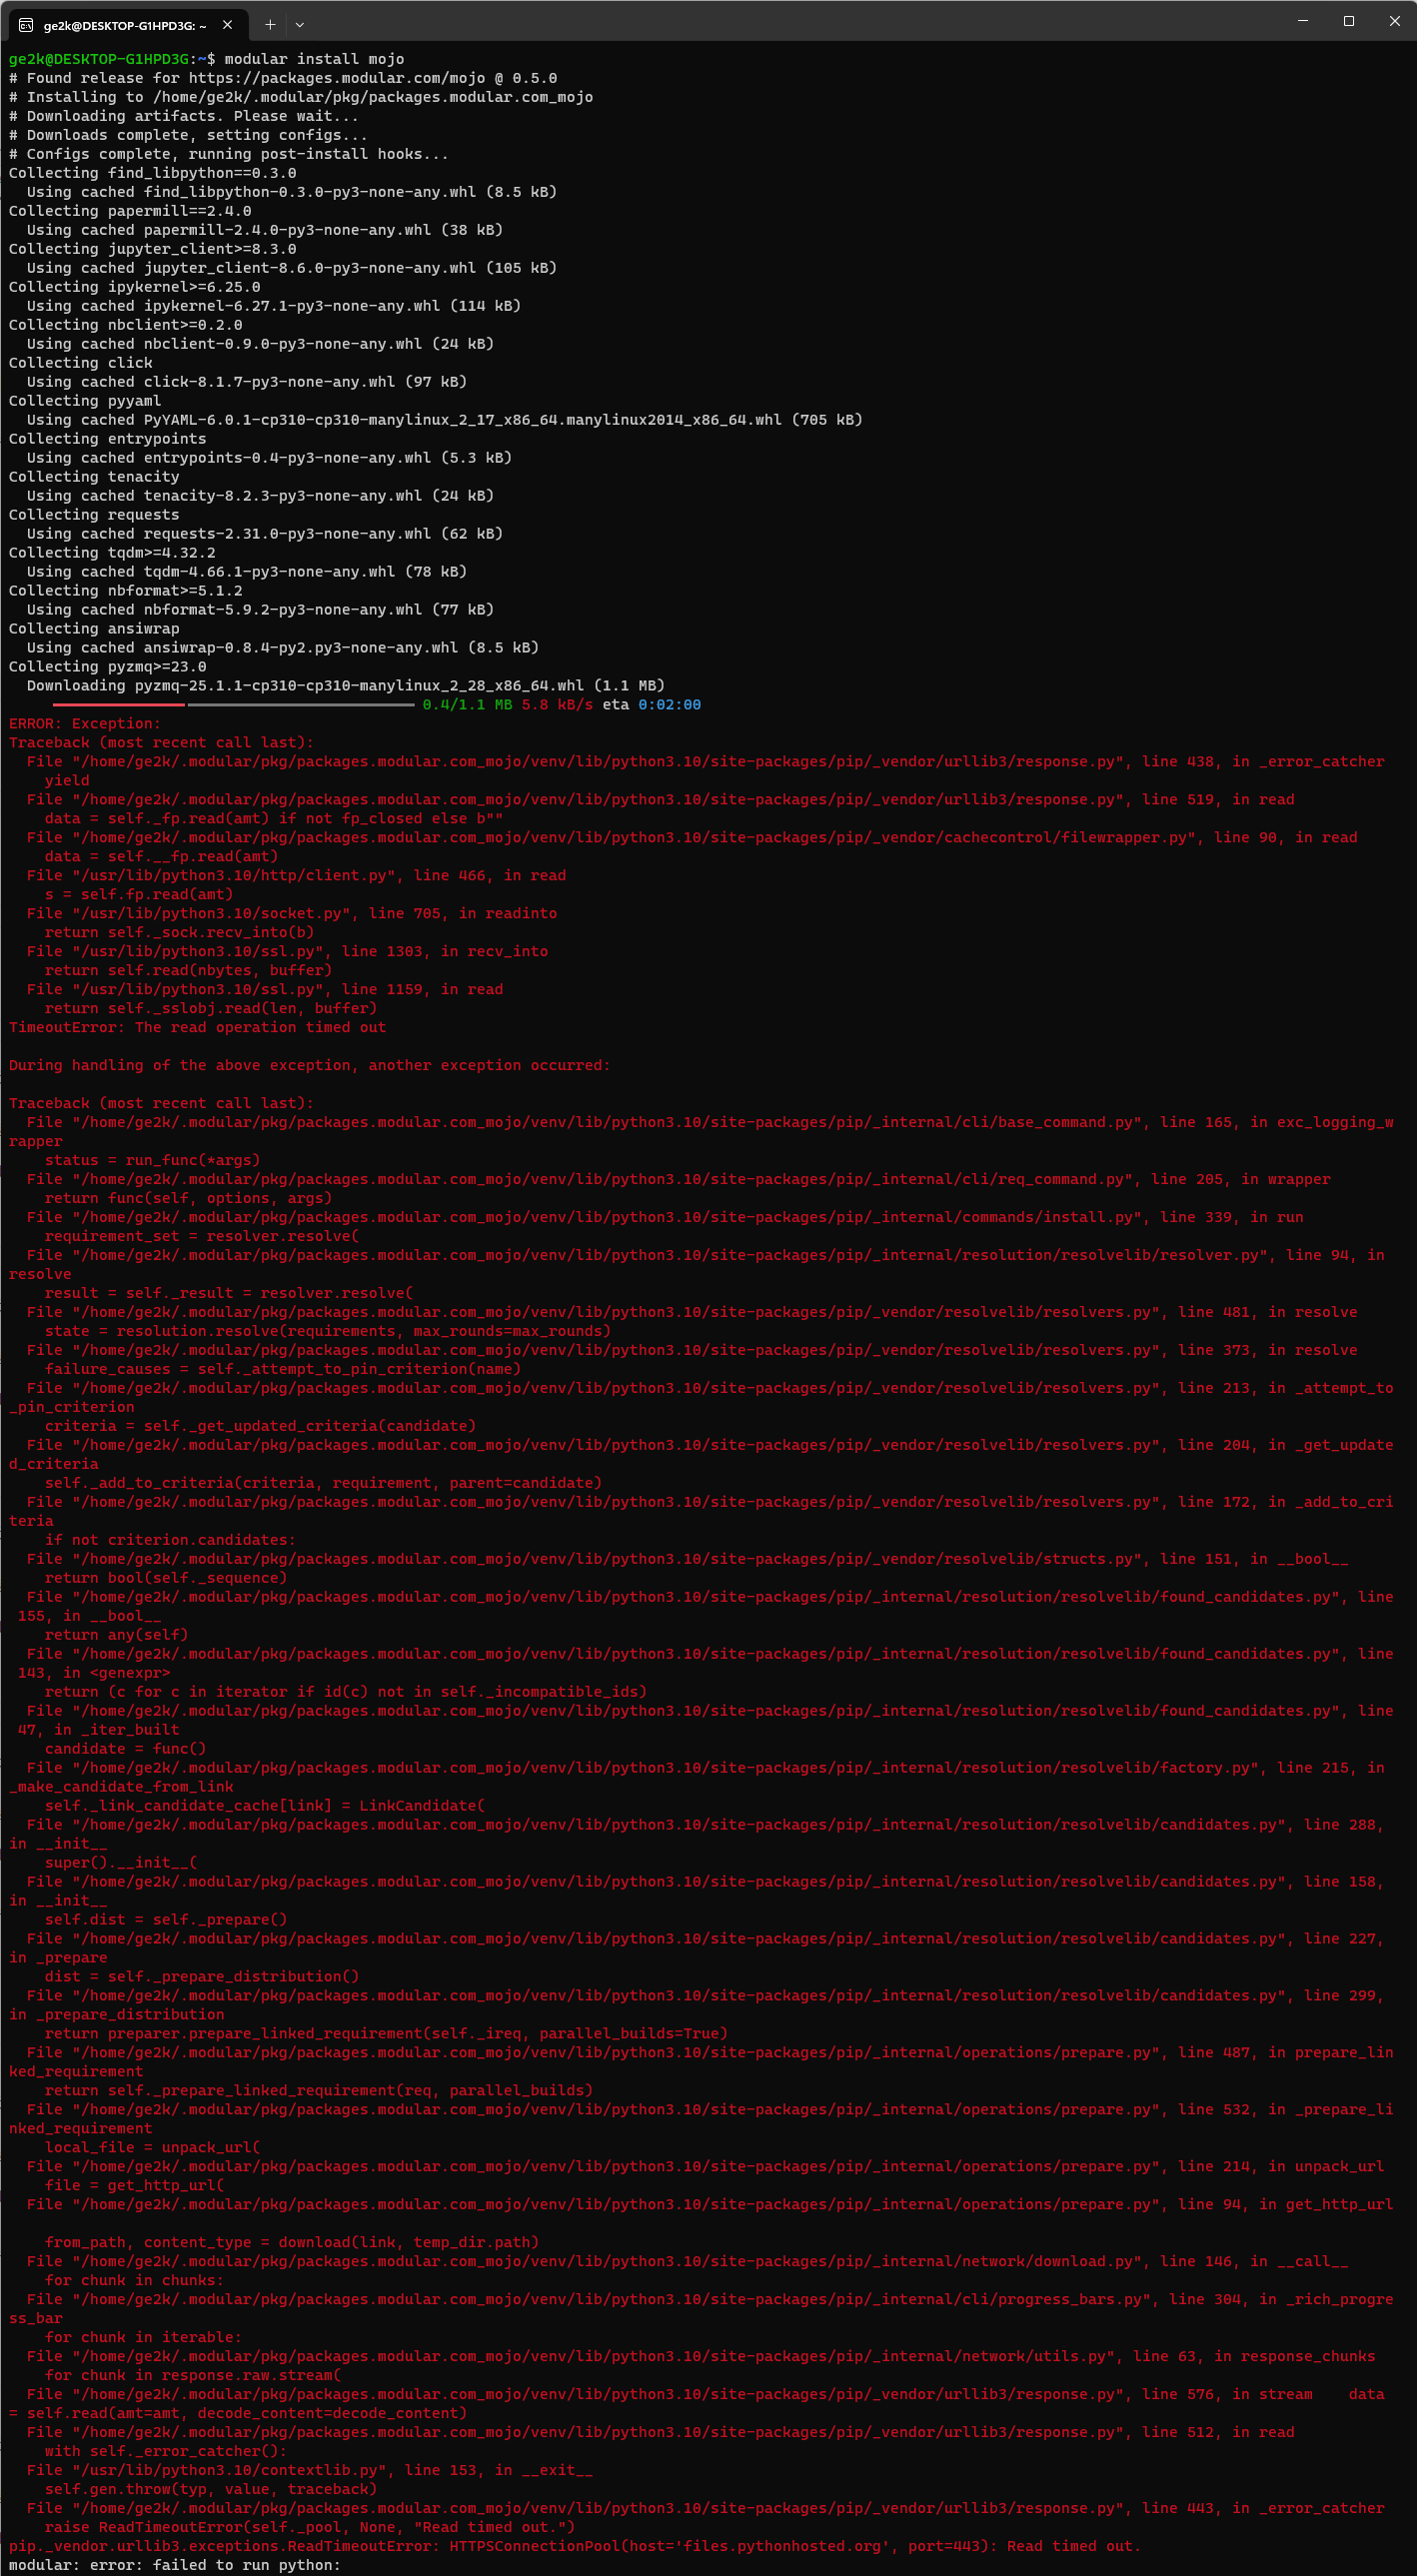 ge2k@DESKTOP-G1HPD3G: ~
ge2k@DESKTOP-G1HPD3G:~$ modular install mojo
# Found release for https://packages.modular.com/mojo @ 0.5.0
# Installing to /home/ge2k/.modular/pkg/packages.modular.com_mojo
# Downloading artifacts. Please wait...
# Downloads complete, setting configs...
# Configs complete, running post-install hooks...
Collecting find_libpython==0.3.0
  Using cached find_libpython-0.3.0-py3-none-any.whl (8.5 kB)
Collecting papermill==2.4.0
  Using cached papermill-2.4.0-py3-none-any.whl (38 kB)
Collecting jupyter_client>=8.3.0
  Using cached jupyter_client-8.6.0-py3-none-any.whl (105 kB)
Collecting ipykernel>=6.25.0
  Using cached ipykernel-6.27.1-py3-none-any.whl (114 kB)
Collecting nbclient>=0.2.0
  Using cached nbclient-0.9.0-py3-none-any.whl (24 kB)
Collecting click
  Using cached click-8.1.7-py3-none-any.whl (97 kB)
Collecting pyyaml
  Using cached PyYAML-6.0.1-cp310-cp310-manylinux_2_17_x86_64.manylinux2014_x86_64.whl (705 kB)
Collecting entrypoints
  Using cached entrypoints-0.4-py3-none-any.whl (5.3 kB)
Collecting tenacity
  Using cached tenacity-8.2.3-py3-none-any.whl (24 kB)
Collecting requests
  Using cached requests-2.31.0-py3-none-any.whl (62 kB)
Collecting tqdm>=4.32.2
  Using cached tqdm-4.66.1-py3-none-any.whl (78 kB)
Collecting nbformat>=5.1.2
  Using cached nbformat-5.9.2-py3-none-any.whl (77 kB)
Collecting ansiwrap
  Using cached ansiwrap-0.8.4-py2.py3-none-any.whl (8.5 kB)
Collecting pyzmq>=23.0
  Downloading pyzmq-25.1.1-cp310-cp310-manylinux_2_28_x86_64.whl (1.1 MB)
0.4/1.1 MB 5.8 kB/s eta 0:02:00
ERROR: Exception:
Traceback (most recent call last):
  File "/home/ge2k/.modular/pkg/packages.modular.com_mojo/venv/lib/python3.10/site-packages/pip/_vendor/urllib3/response.py", line 438, in _error_catcher
    yield
  File "/home/ge2k/.modular/pkg/packages.modular.com_mojo/venv/lib/python3.10/site-packages/pip/_vendor/urllib3/response.py", line 519, in read
    data = self._fp.read(amt) if not fp_closed else b""
  File "/home/ge2k/.modular/pkg/packages.modular.com_mojo/venv/lib/python3.10/site-packages/pip/_vendor/cachecontrol/filewrapper.py", line 90, in read
    data = self.__fp.read(amt)
  File "/usr/lib/python3.10/http/client.py", line 466, in read
    s = self.fp.read(amt)
  File "/usr/lib/python3.10/socket.py", line 705, in readinto
    return self._sock.recv_into(b)
  File "/usr/lib/python3.10/ssl.py", line 1303, in recv_into
    return self.read(nbytes, buffer)
  File "/usr/lib/python3.10/ssl.py", line 1159, in read
    return self._sslobj.read(len, buffer)
TimeoutError: The read operation timed out
During handling of the above exception, another exception occurred:
Traceback (most recent call last):
  File "/home/ge2k/.modular/pkg/packages.modular.com_mojo/venv/lib/python3.10/site-packages/pip/_internal/cli/base_command.py", line 165, in exc_logging_w
rapper
    status = run_func(*args)
  File "/home/ge2k/.modular/pkg/packages.modular.com_mojo/venv/lib/python3.10/site-packages/pip/_internal/cli/req_command.py", line 205, in wrapper
    return func(self, options, args)
  File "/home/ge2k/.modular/pkg/packages.modular.com_mojo/venv/lib/python3.10/site-packages/pip/_internal/commands/install.py", line 339, in run
    requirement_set = resolver.resolve(
  File "/home/ge2k/.modular/pkg/packages.modular.com_mojo/venv/lib/python3.10/site-packages/pip/_internal/resolution/resolvelib/resolver.py", line 94, in
resolve
    result = self._result = resolver.resolve(
  File "/home/ge2k/.modular/pkg/packages.modular.com_mojo/venv/lib/python3.10/site-packages/pip/_vendor/resolvelib/resolvers.py", line 481, in resolve
    state = resolution.resolve(requirements, max_rounds=max_rounds)
  File "/home/ge2k/.modular/pkg/packages.modular.com_mojo/venv/lib/python3.10/site-packages/pip/_vendor/resolvelib/resolvers.py", line 373, in resolve
    failure_causes = self._attempt_to_pin_criterion(name)
  File "/home/ge2k/.modular/pkg/packages.modular.com_mojo/venv/lib/python3.10/site-packages/pip/_vendor/resolvelib/resolvers.py", line 213, in _attempt_to
_pin_criterion
    criteria = self._get_updated_criteria(candidate)
  File "/home/ge2k/.modular/pkg/packages.modular.com_mojo/venv/lib/python3.10/site-packages/pip/_vendor/resolvelib/resolvers.py", line 204, in _get_update
d_criteria
    self._add_to_criteria(criteria, requirement, parent=candidate)
  File "/home/ge2k/.modular/pkg/packages.modular.com_mojo/venv/lib/python3.10/site-packages/pip/_vendor/resolvelib/resolvers.py", line 172, in _add_to_cri
teria
    if not criterion.candidates:
  File "/home/ge2k/.modular/pkg/packages.modular.com_mojo/venv/lib/python3.10/site-packages/pip/_vendor/resolvelib/structs.py", line 151, in __bool__
    return bool(self._sequence)
  File "/home/ge2k/.modular/pkg/packages.modular.com_mojo/venv/lib/python3.10/site-packages/pip/_internal/resolution/resolvelib/found_candidates.py", line
 155, in __bool__
    return any(self)
  File "/home/ge2k/.modular/pkg/packages.modular.com_mojo/venv/lib/python3.10/site-packages/pip/_internal/resolution/resolvelib/found_candidates.py", line
 143, in <genexpr>
    return (c for c in iterator if id(c) not in self._incompatible_ids)
  File "/home/ge2k/.modular/pkg/packages.modular.com_mojo/venv/lib/python3.10/site-packages/pip/_internal/resolution/resolvelib/found_candidates.py", line
 47, in _iter_built
    candidate = func()
  File "/home/ge2k/.modular/pkg/packages.modular.com_mojo/venv/lib/python3.10/site-packages/pip/_internal/resolution/resolvelib/factory.py", line 215, in
_make_candidate_from_link
    self._link_candidate_cache[link] = LinkCandidate(
  File "/home/ge2k/.modular/pkg/packages.modular.com_mojo/venv/lib/python3.10/site-packages/pip/_internal/resolution/resolvelib/candidates.py", line 288,
in __init__
    super().__init__(
  File "/home/ge2k/.modular/pkg/packages.modular.com_mojo/venv/lib/python3.10/site-packages/pip/_internal/resolution/resolvelib/candidates.py", line 158,
in __init__
    self.dist = self._prepare()
  File "/home/ge2k/.modular/pkg/packages.modular.com_mojo/venv/lib/python3.10/site-packages/pip/_internal/resolution/resolvelib/candidates.py", line 227,
in _prepare
    dist = self._prepare_distribution()
  File "/home/ge2k/.modular/pkg/packages.modular.com_mojo/venv/lib/python3.10/site-packages/pip/_internal/resolution/resolvelib/candidates.py", line 299,
in _prepare_distribution
    return preparer.prepare_linked_requirement(self._ireq, parallel_builds=True)
  File "/home/ge2k/.modular/pkg/packages.modular.com_mojo/venv/lib/python3.10/site-packages/pip/_internal/operations/prepare.py", line 487, in prepare_lin
ked_requirement
    return self._prepare_linked_requirement(req, parallel_builds)
  File "/home/ge2k/.modular/pkg/packages.modular.com_mojo/venv/lib/python3.10/site-packages/pip/_internal/operations/prepare.py", line 532, in _prepare_li
nked_requirement
    local_file = unpack_url(
  File "/home/ge2k/.modular/pkg/packages.modular.com_mojo/venv/lib/python3.10/site-packages/pip/_internal/operations/prepare.py", line 214, in unpack_url
    file = get_http_url(
  File "/home/ge2k/.modular/pkg/packages.modular.com_mojo/venv/lib/python3.10/site-packages/pip/_internal/operations/prepare.py", line 94, in get_http_url
    from_path, content_type = download(link, temp_dir.path)
  File "/home/ge2k/.modular/pkg/packages.modular.com_mojo/venv/lib/python3.10/site-packages/pip/_internal/network/download.py", line 146, in __call__
    for chunk in chunks:
  File "/home/ge2k/.modular/pkg/packages.modular.com_mojo/venv/lib/python3.10/site-packages/pip/_internal/cli/progress_bars.py", line 304, in _rich_progre
ss_bar
    for chunk in iterable:
  File "/home/ge2k/.modular/pkg/packages.modular.com_mojo/venv/lib/python3.10/site-packages/pip/_internal/network/utils.py", line 63, in response_chunks
    for chunk in response.raw.stream(
  File "/home/ge2k/.modular/pkg/packages.modular.com_mojo/venv/lib/python3.10/site-packages/pip/_vendor/urllib3/response.py", line 576, in stream    data
= self.read(amt=amt, decode_content=decode_content)
  File "/home/ge2k/.modular/pkg/packages.modular.com_mojo/venv/lib/python3.10/site-packages/pip/_vendor/urllib3/response.py", line 512, in read
    with self._error_catcher():
  File "/usr/lib/python3.10/contextlib.py", line 153, in __exit__
    self.gen.throw(typ, value, traceback)
  File "/home/ge2k/.modular/pkg/packages.modular.com_mojo/venv/lib/python3.10/site-packages/pip/_vendor/urllib3/response.py", line 443, in _error_catcher
    raise ReadTimeoutError(self._pool, None, "Read timed out.")
pip._vendor.urllib3.exceptions.ReadTimeoutError: HTTPSConnectionPool(host='files.pythonhosted.org', port=443): Read timed out.
modular: error: failed to run python: